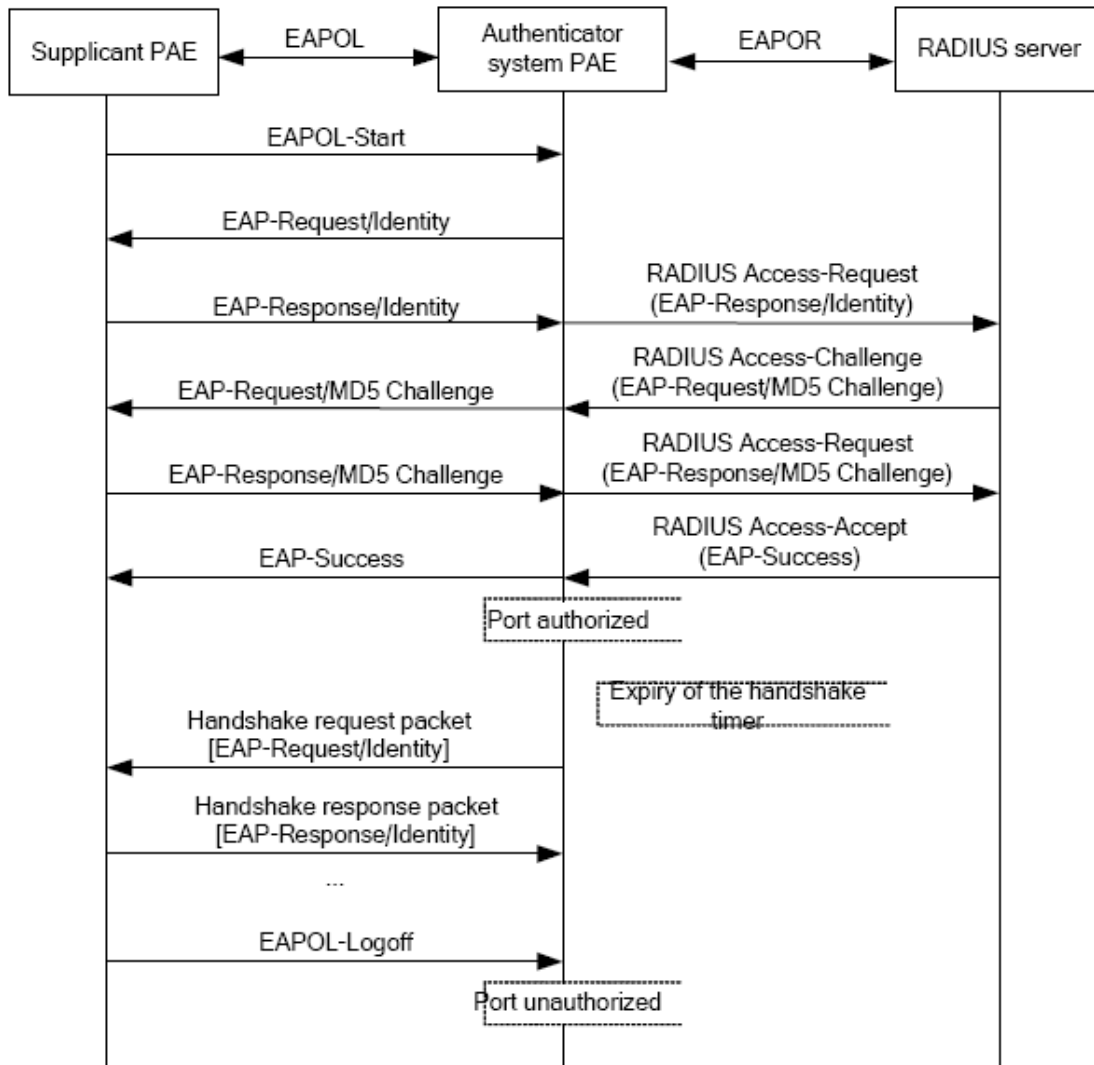 Supplicant PAE
EAPOL
Authenticator
system PAE
EAPOR
RADIUS server
EAPOL-Start
EAP-Request/Identity
EAP-Response/Identity
RADIUS Access-Request
(EAP-Response/Identity)
EAP-Request/MD5 Challenge
RADIUS Access-Challenge
(EAP-Request/MD5 Challenge)
EAP-Response/MD5 Challenge
RADIUS Access-Request
(EAP-Response/MD5 Challenge)
EAP-Success
RADIUS Access-Accept
(EAP-Success)
Port authorized
Expiry of the handshake
timer
Handshake request packet
[EAP-Request/Identity]
Handshake response packet
[EAP-Response/Identity]
...
EAPOL-Logoff
Port unauthorized